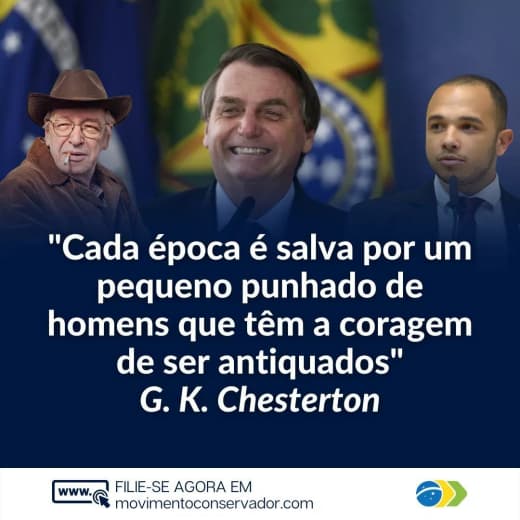 "Cada época é salva por um
pequeno punhado de
homens que têm a coragem
de ser antiquados"
G. K. Chesterton
www.
FILIE-SE AGORA EM
movimentoconservador.com